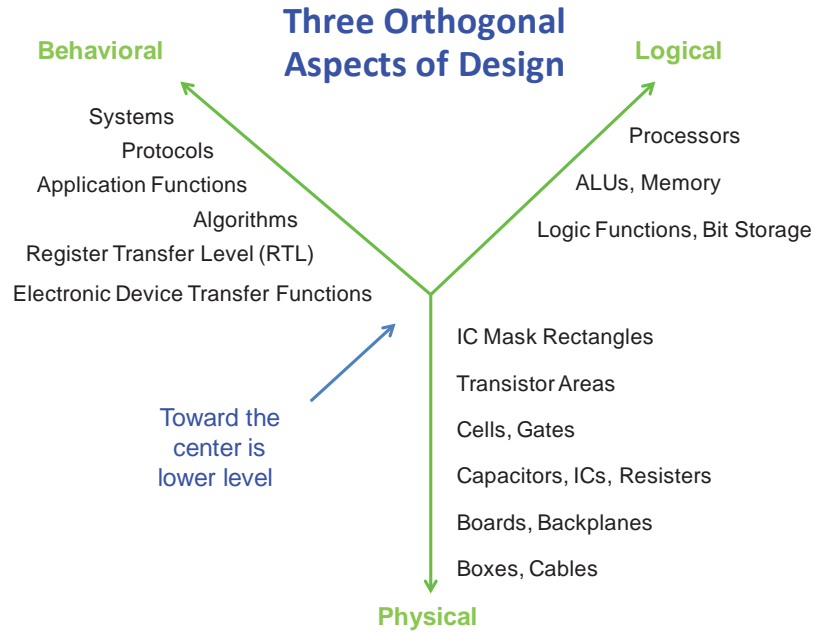 Three Orthogonal
Aspects of Design
Behavioral
Logical
Systems
Protocols
Application Functions
Algorithms
Register Transfer Level (RTL)
Electronic Device Transfer Functions
Processors
ALUs, Memory
Logic Functions, Bit Storage
Toward the
center is
lower level
IC Mask Rectangles
Transistor Areas
Cells, Gates
Capacitors, ICs, Resisters
Boards, Backplanes
Boxes, Cables
Physical